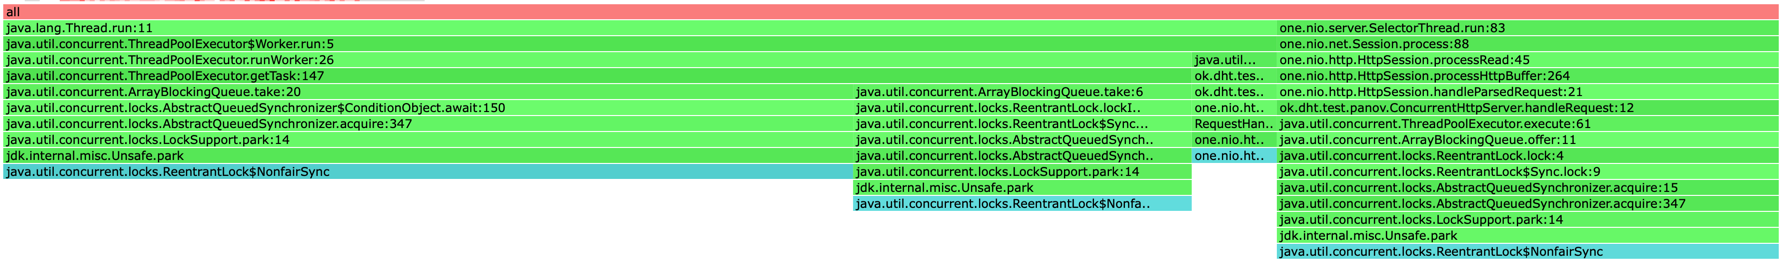 all
java.lang.Thread.run:11 one.nio.server.SelectorThread.run:83
java.util.concurrent.ThreadPoolExecutor$Worker.run:5 one.nio.net.Session.process:88
java.util.concurrent.ThreadPoolExecutor.runWorker:26 java.util... one.nio.http.HttpSession.processRead:45
java.util.concurrent.ThreadPoolExecutor.getTask:147 ok.dht.tes.. one.nio.http.HttpSession.processHttpBuffer:264
java.util.concurrent.ArrayBlockingQueue.take:20 java.util.concurrent.ArrayBlockingQueue.take:6 ok.dht.tes.. one.nio.http.HttpSession.handleParsedRequest:21
java.util.concurrent.locks.AbstractQueuedSynchronizer$ConditionObject.await:150 java.util.concurrent.locks.ReentrantLock.lockI.. one.nio.ht.. ok.dht.test.panov.ConcurrentHttpServer.handleRequest:12
java.util.concurrent.locks.AbstractQueuedSynchronizer.acquire:347 java.util.concurrent.locks.ReentrantLock$Sync... RequestHan.. java.util.concurrent.ThreadPoolExecutor.execute:61
java.util.concurrent.locks.LockSupport.park:14 java.util.concurrent.locks.AbstractQueuedSynch.. one.nio.ht.. java.util.concurrent.ArrayBlockingQueue.offer:11
jdk.internal.misc.Unsafe.park java.util.concurrent.locks.AbstractQueuedSynch.. one.nio.ht.. java.util.concurrent.locks.ReentrantLock.lock:4
java.util.concurrent.locks.ReentrantLock$NonfairSync java.util.concurrent.locks.LockSupport.park:14 java.util.concurrent.locks.ReentrantLock$Sync.lock:9
jdk.internal.misc.Unsafe.park java.util.concurrent.locks.AbstractQueuedSynchronizer.acquire:15
java.util.concurrent.locks.ReentrantLock$Nonfa.. java.util.concurrent.locks.AbstractQueuedSynchronizer.acquire:347
java.util.concurrent.locks.LockSupport.park:14
jdk.internal.misc.Unsafe.park
java.util.concurrent.locks.ReentrantLock$NonfairSync